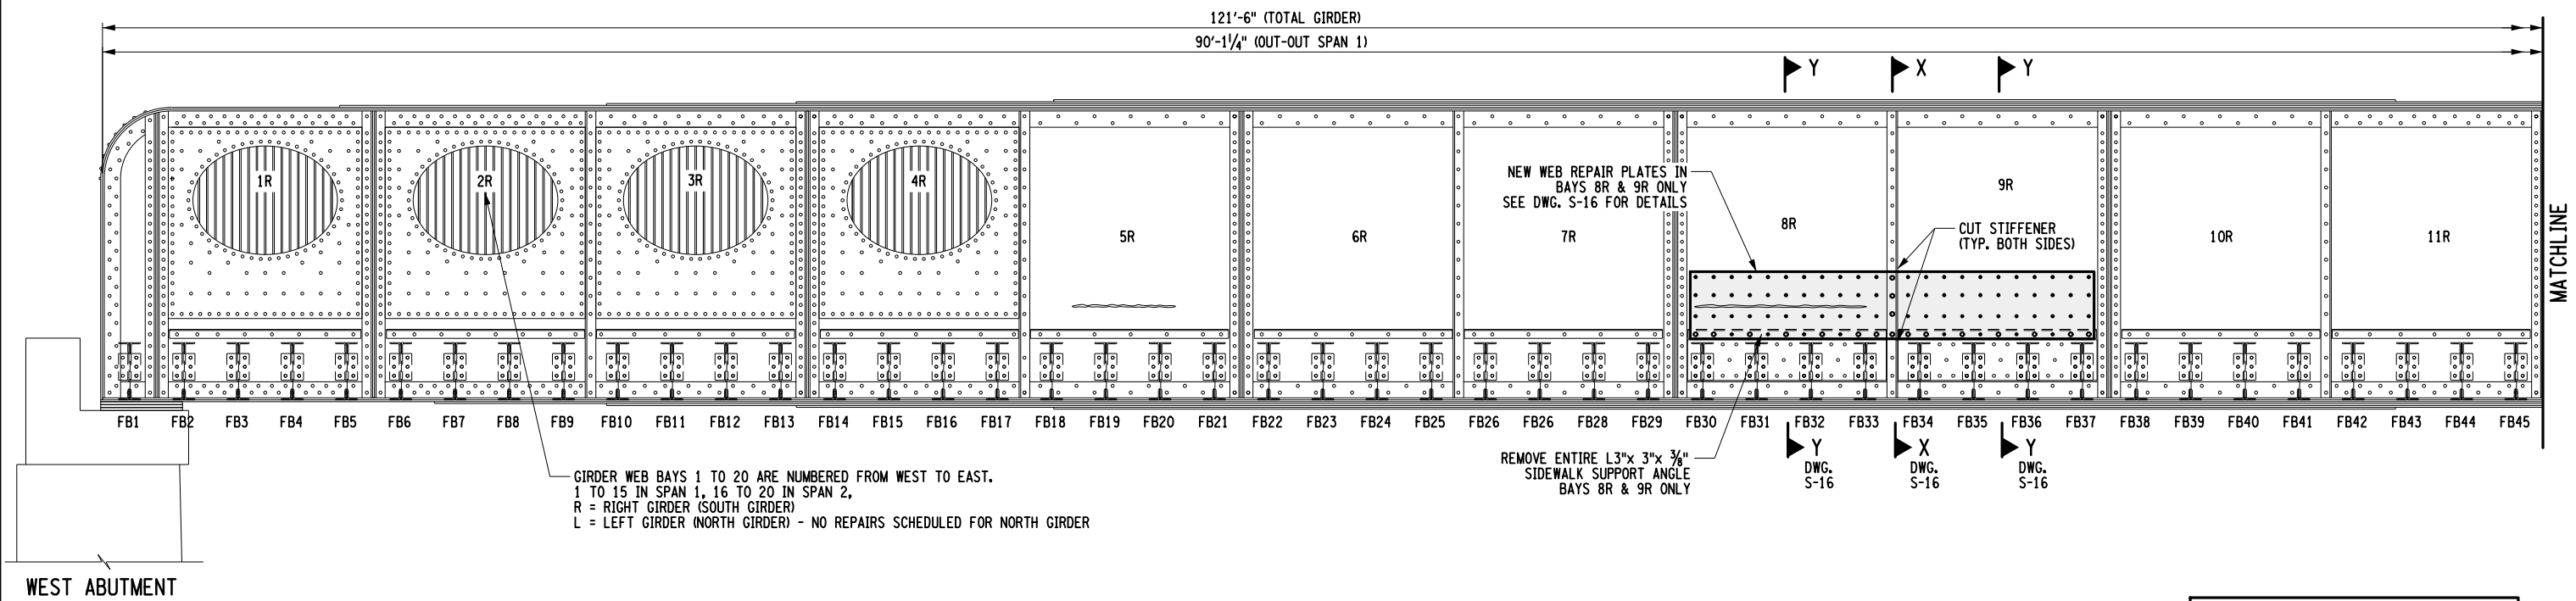 121'-6" (TOTAL GIRDER)
90'-1 1/4" (OUT-OUT SPAN 1)
Y X Y
1R 2R 3R 4R 5R 6R 7R 8R 9R 10R 11R
NEW WEB REPAIR PLATES IN
BAYS 8R & 9R ONLY
SEE DWG. S-16 FOR DETAILS
CUT STIFFENER
(TYP. BOTH SIDES)
MATCHLINE
FB1 FB2 FB3 FB4 FB5 FB6 FB7 FB8 FB9 FB10 FB11 FB12 FB13 FB14 FB15 FB16 FB17 FB18 FB19 FB20 FB21 FB22 FB23 FB24 FB25 FB26 FB26 FB28 FB29 FB30 FB31 FB32 FB33 FB34 FB35 FB36 FB37 FB38 FB39 FB40 FB41 FB42 FB43 FB44 FB45
Y X Y
DWG. DWG. DWG.
S-16 S-16 S-16
REMOVE ENTIRE L3"x 3"x 3/8"
SIDEWALK SUPPORT ANGLE
BAYS 8R & 9R ONLY
GIRDER WEB BAYS 1 TO 20 ARE NUMBERED FROM WEST TO EAST.
1 TO 15 IN SPAN 1, 16 TO 20 IN SPAN 2,
R = RIGHT GIRDER (SOUTH GIRDER)
L = LEFT GIRDER (NORTH GIRDER) - NO REPAIRS SCHEDULED FOR NORTH GIRDER
WEST ABUTMENT